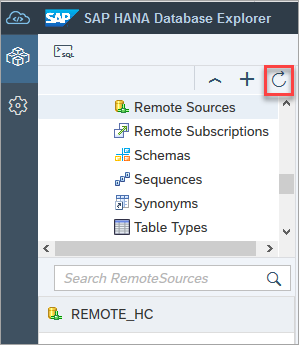 SAP SAP HANA Database Explorer
SQL
Remote Sources
Remote Subscriptions
Schemas
Sequences
Synonyms
Table Types
Search RemoteSources
REMOTE_HC